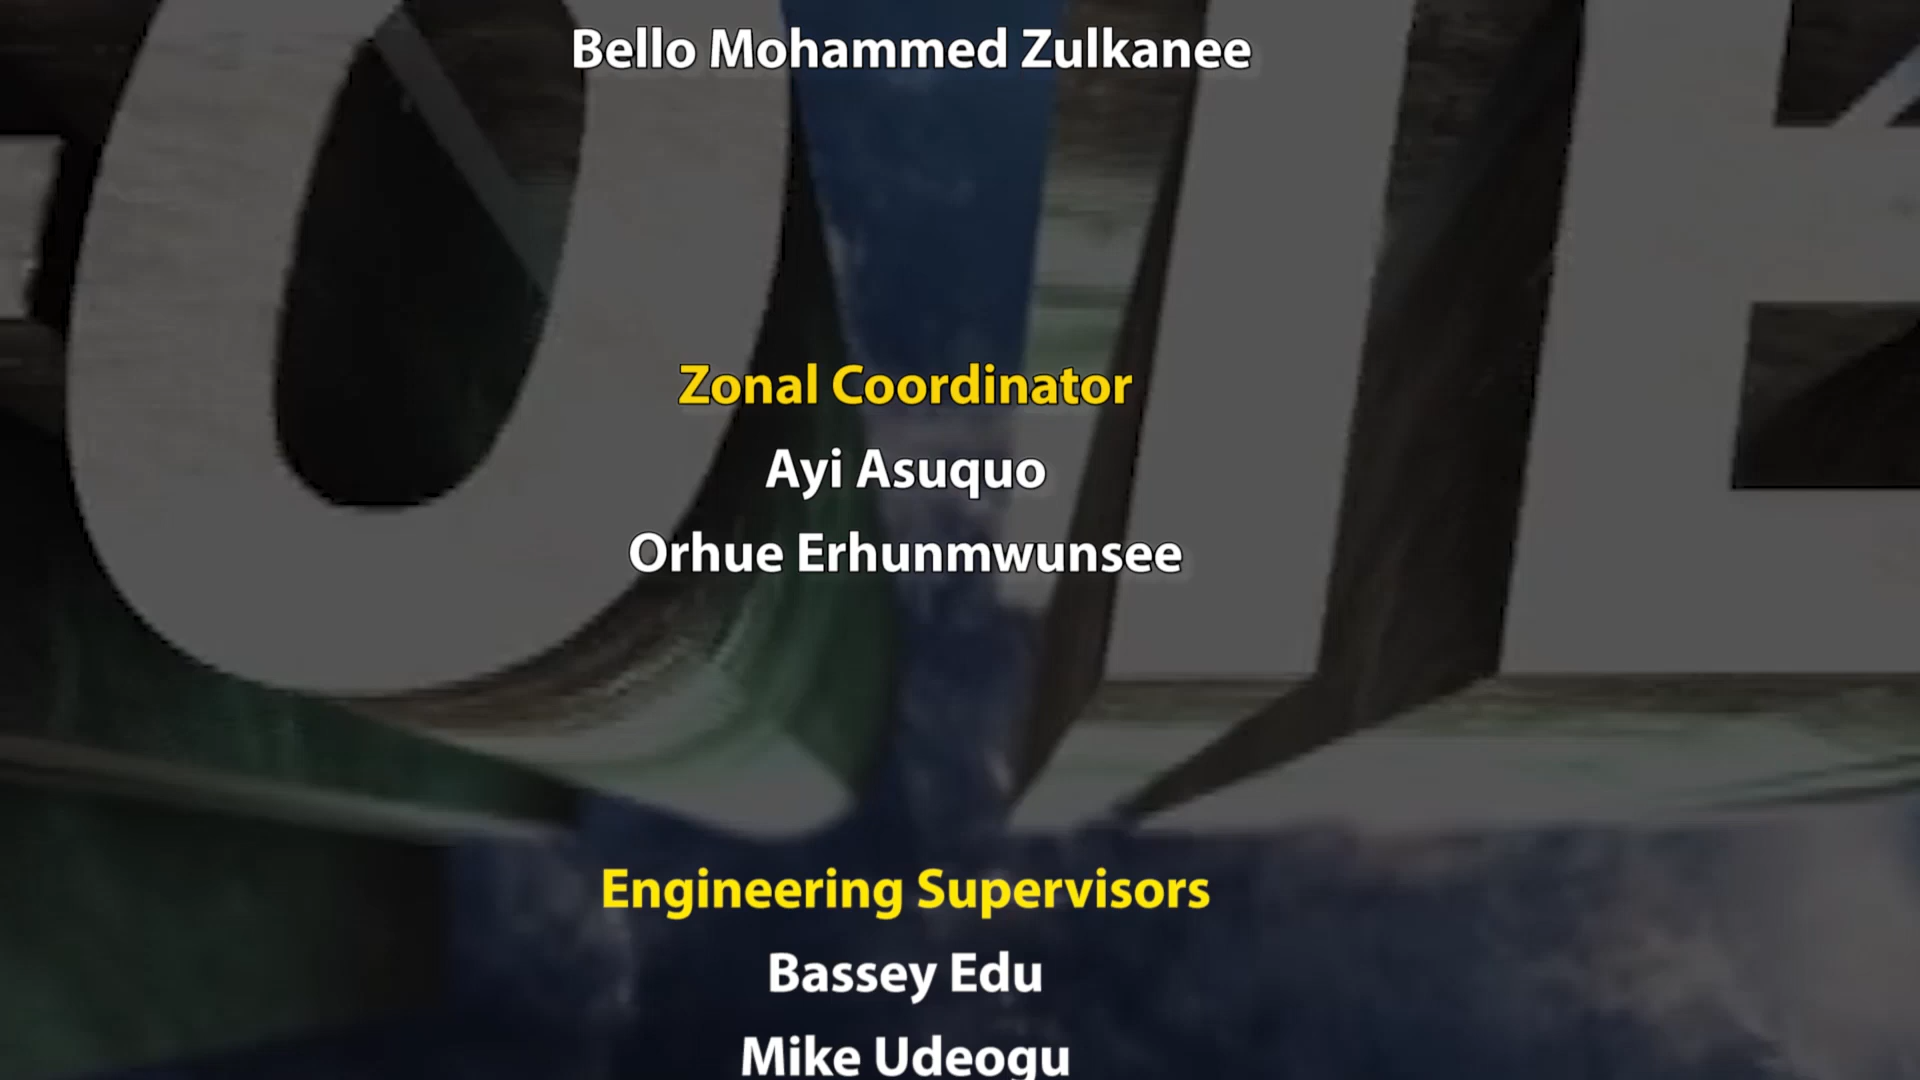 Bello Mohammed Zulkanee
Zonal Coordinator
Ayi Asuquo
Orhue Erhunmwunsee
Engineering Supervisors
Bassey Edu
Mike Udeogu